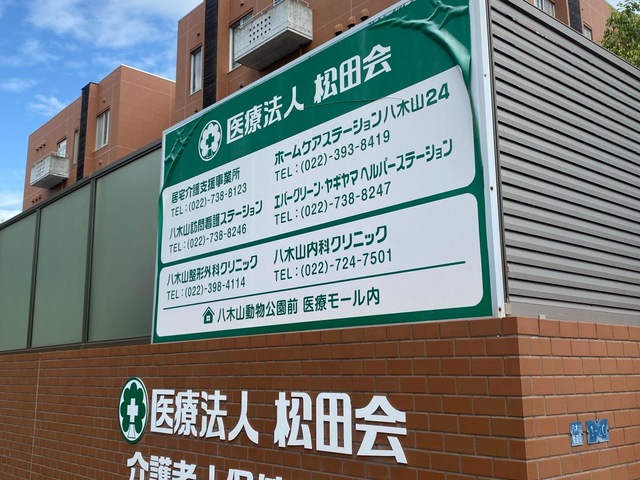 医療法人 松田会
居宅介護支援事業所
TEL：(022)-738-8123
ホームケアステーション八木山24
TEL：(022)-393-8419
八木山訪問看護ステーション
TEL：(022)-738-8246
エバーグリーン・ヤギヤマ ヘルパーステーション
TEL：(022)-738-8247
八木山整形外科クリニック
TEL：(022)-398-4114
八木山内科クリニック
TEL：(022)-724-7501
八木山動物公園前 医療モール内
医療法人 松田会
介護老人保健